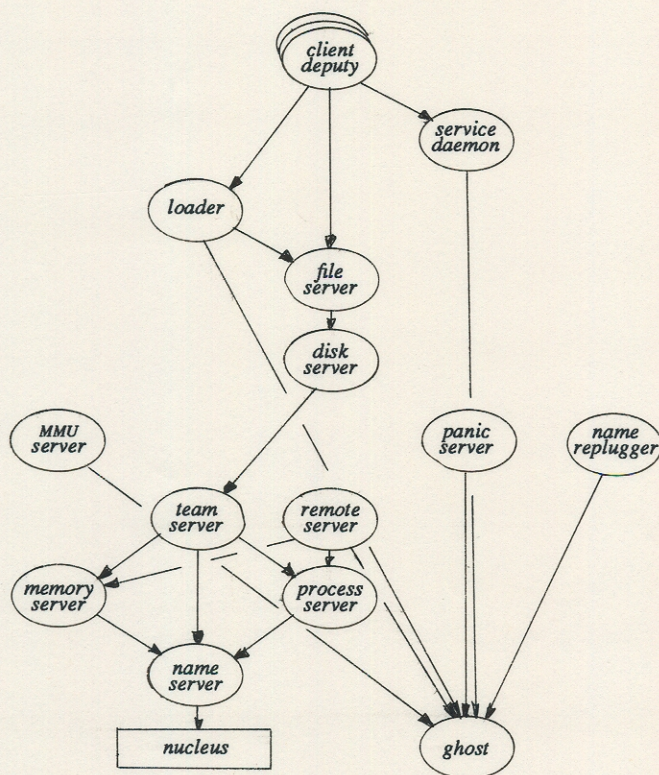 client
deputy
service
daemon
loader
file
server
disk
server
MMU
server
panic
server
name
replugger
team
server
remote
server
memory
server
process
server
name
server
nucleus
ghost